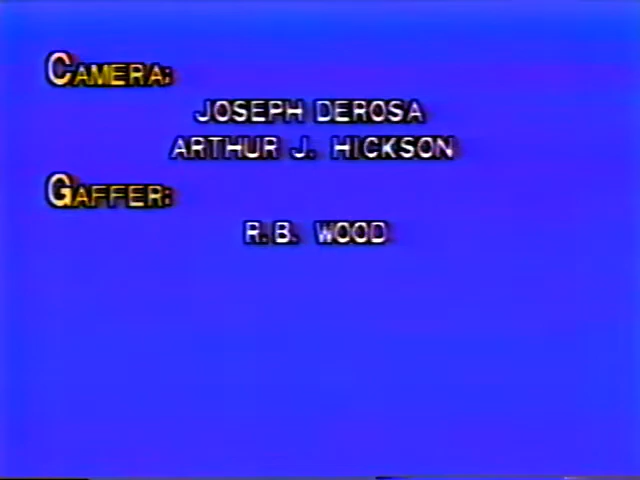 CAMERA:
JOSEPH DEROSA
ARTHUR J. HICKSON
GAFFER:
R.B. WOOD